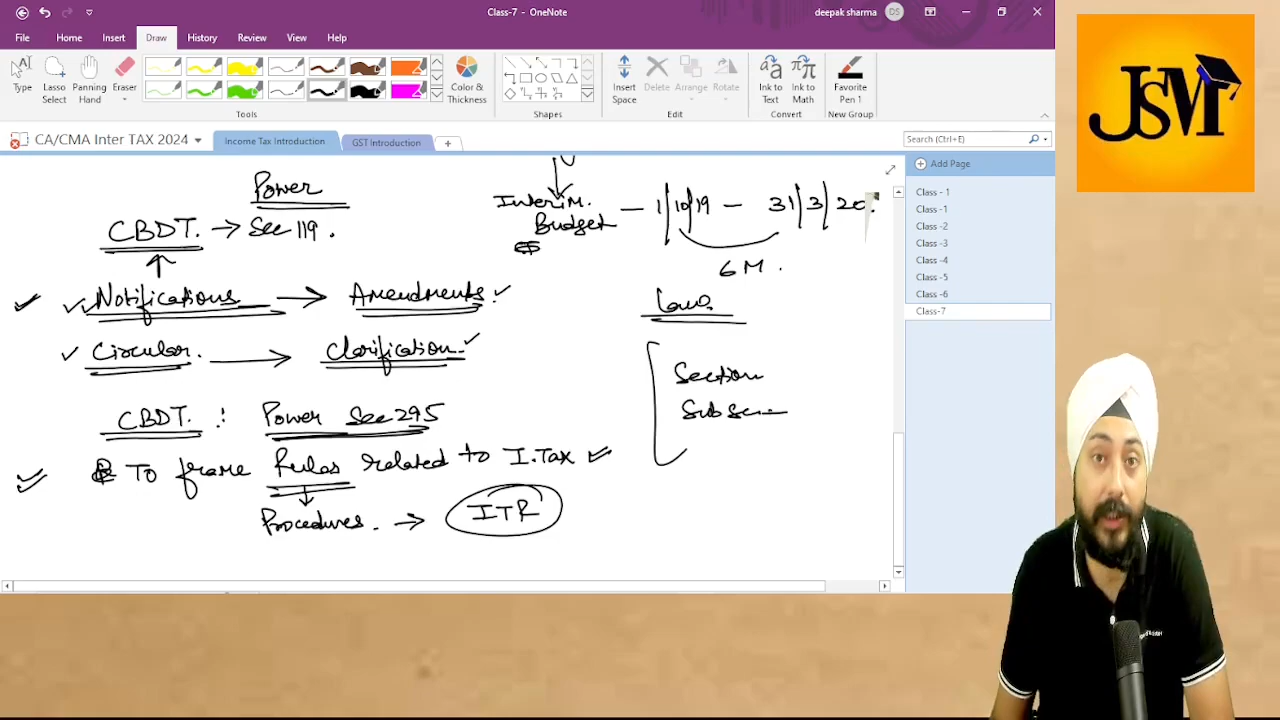 Class-7 - OneNote
deepak sharma DS
File Home Insert Draw History Review View Help
Type
Lasso Select
Panning Hand
Eraser
Color & Thickness
Insert Space
Delete
Arrange
Rotate
Ink to Text
Ink to Math
Favorite Pen 1
Tools
Shapes
Edit
Convert
New Group
CA/CMA Inter TAX 2024
Income Tax Introduction
GST Introduction
Search (Ctrl+E)
Add Page
Class - 1
Class -1
Class -2
Class -3
Class -4
Class -5
Class -6
Class-7
Power
CBDT. → Sec 119.
Notifications → Amendments.
Circular. → Clarification.
CBDT. : Power Sec 295
To frame Rules related to I.Tax
Procedures. → ITR
Interim Budget – 1/10/19 – 31/3/20.
6 M.
Law.
Section
JSM